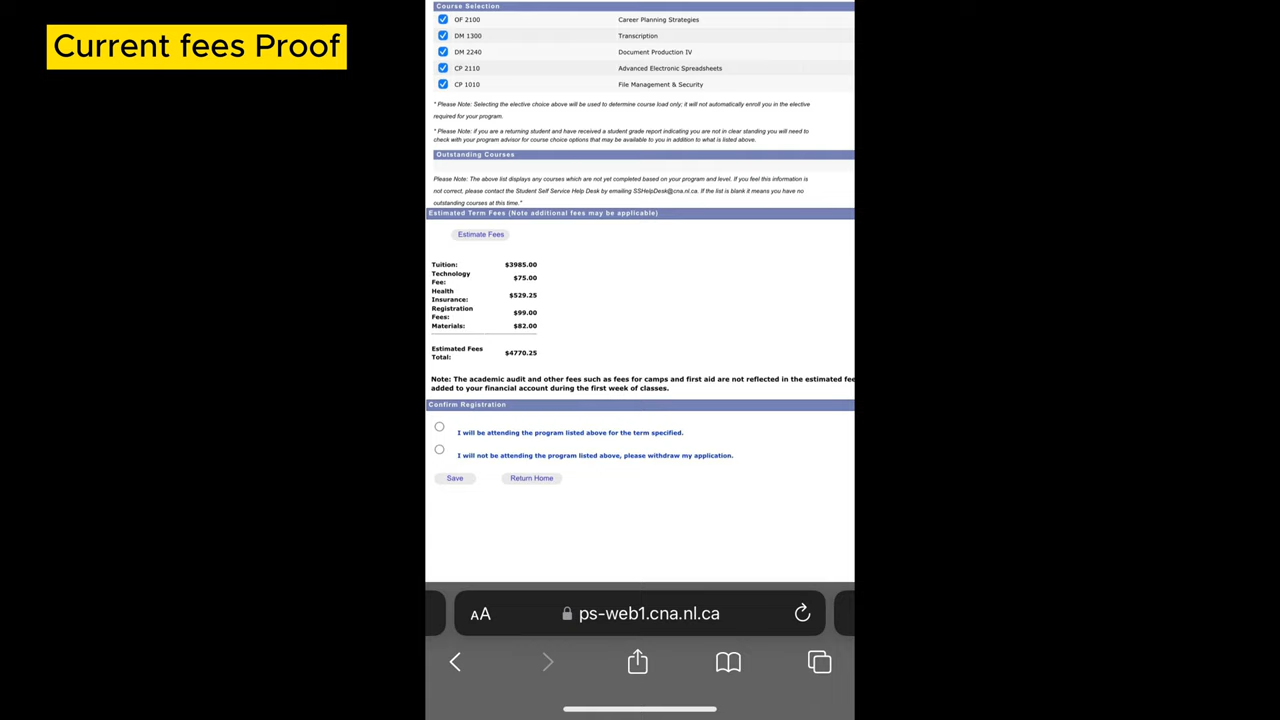 Current fees Proof
Course Selection
OF 2100 Career Planning Strategies
DM 1300 Transcription
DM 2240 Document Production IV
CP 2110 Advanced Electronic Spreadsheets
CP 1010 File Management & Security
* Please Note: Selecting the elective choice above will be used to determine course load only; it will not automatically enroll you in the elective
required for your program.
* Please Note: if you are a returning student and have received a student grade report indicating you are not in clear standing you will need to
check with your program advisor for course choice options that may be available to you in addition to what is listed above.
Outstanding Courses
Please Note: The above list displays any courses which are not yet completed based on your program and level. If you feel this information is
not correct, please contact the Student Self Service Help Desk by emailing SSHelpDesk@cna.nl.ca. If the list is blank it means you have no
outstanding courses at this time.*
Estimated Term Fees (Note additional fees may be applicable)
Estimate Fees
Tuition: $3985.00
Technology
Fee: $75.00
Health
Insurance: $529.25
Registration
Fees: $99.00
Materials: $82.00
Estimated Fees
Total: $4770.25
Note: The academic audit and other fees such as fees for camps and first aid are not reflected in the estimated fee
added to your financial account during the first week of classes.
Confirm Registration
I will be attending the program listed above for the term specified.
I will not be attending the program listed above, please withdraw my application.
Save Return Home
AA ps-web1.cna.nl.ca